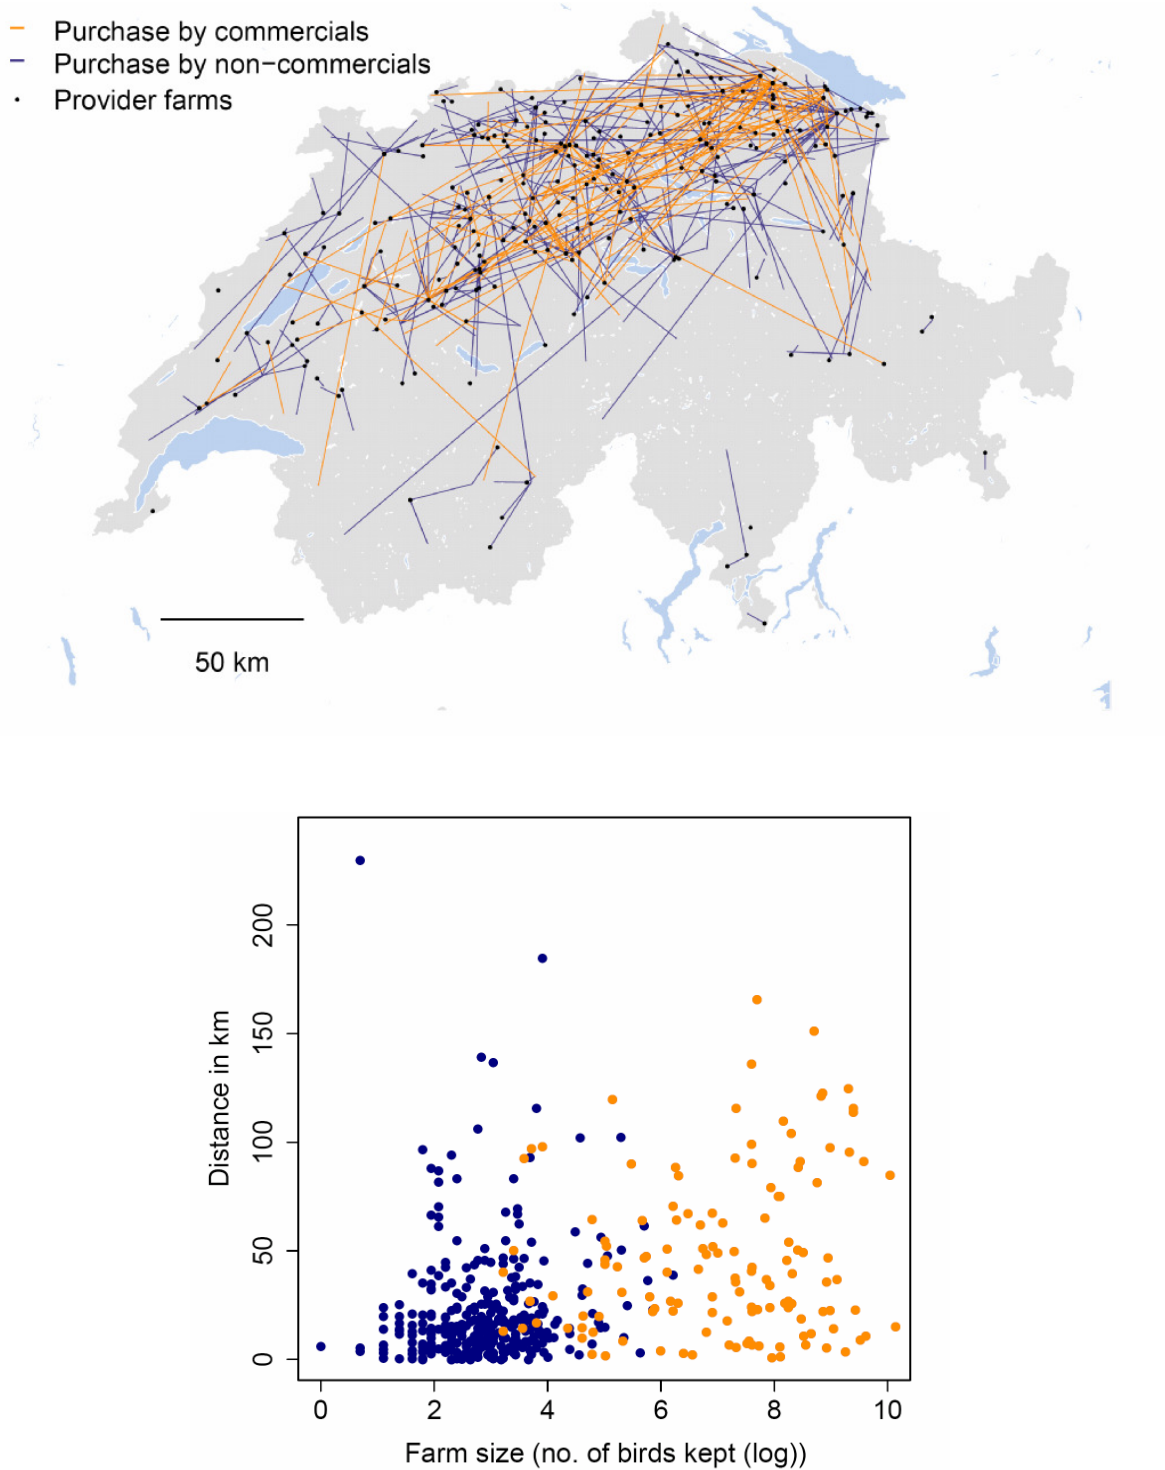 Purchase by commercials
Purchase by non−commercials
Provider farms
50 km
200
150
100
50
0
Distance in km
0 2 4 6 8 10
Farm size (no. of birds kept (log))